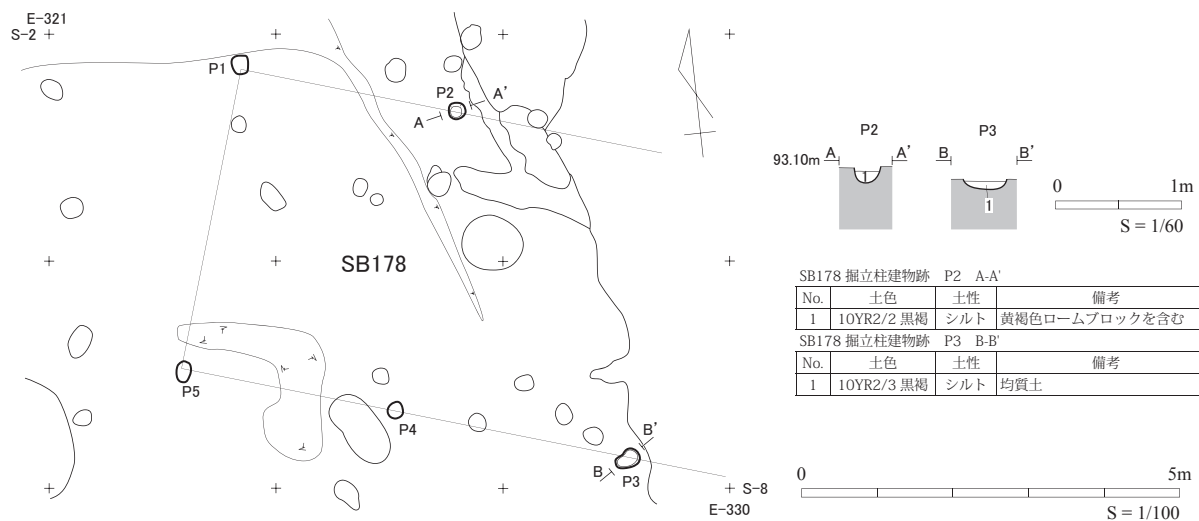 E-321
S-2
P1
P2
A'
A
SB178
P5
P4
B'
B
P3
S-8
E-330
P2
P3
93.10m
A
A'
B
B'
1
1
0 1m
S = 1/60
SB178 掘立柱建物跡 P2 A-A'
No. 土色 土性 備考
1 10YR2/2 黒褐 シルト 黄褐色ロームブロックを含む
SB178 掘立柱建物跡 P3 B-B'
No. 土色 土性 備考
1 10YR2/3 黒褐 シルト 均質土
0 5m
S = 1/100